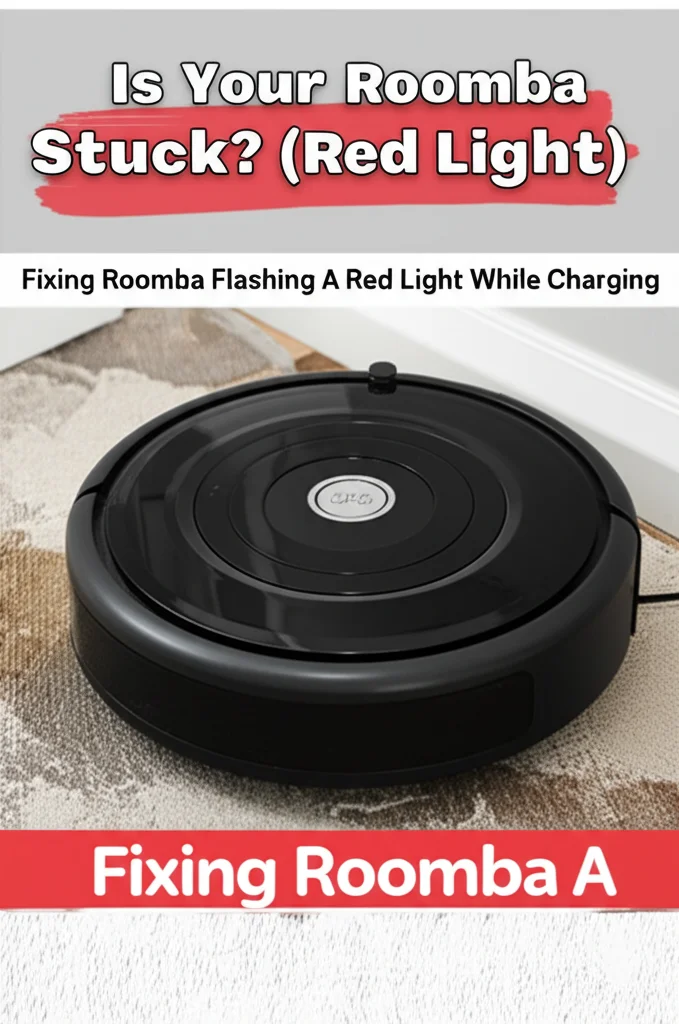 Is Your Roomba
Stuck? (Red Light)
Fixing Roomba Flashing A Red Light While Charging
Fixing Roomba A